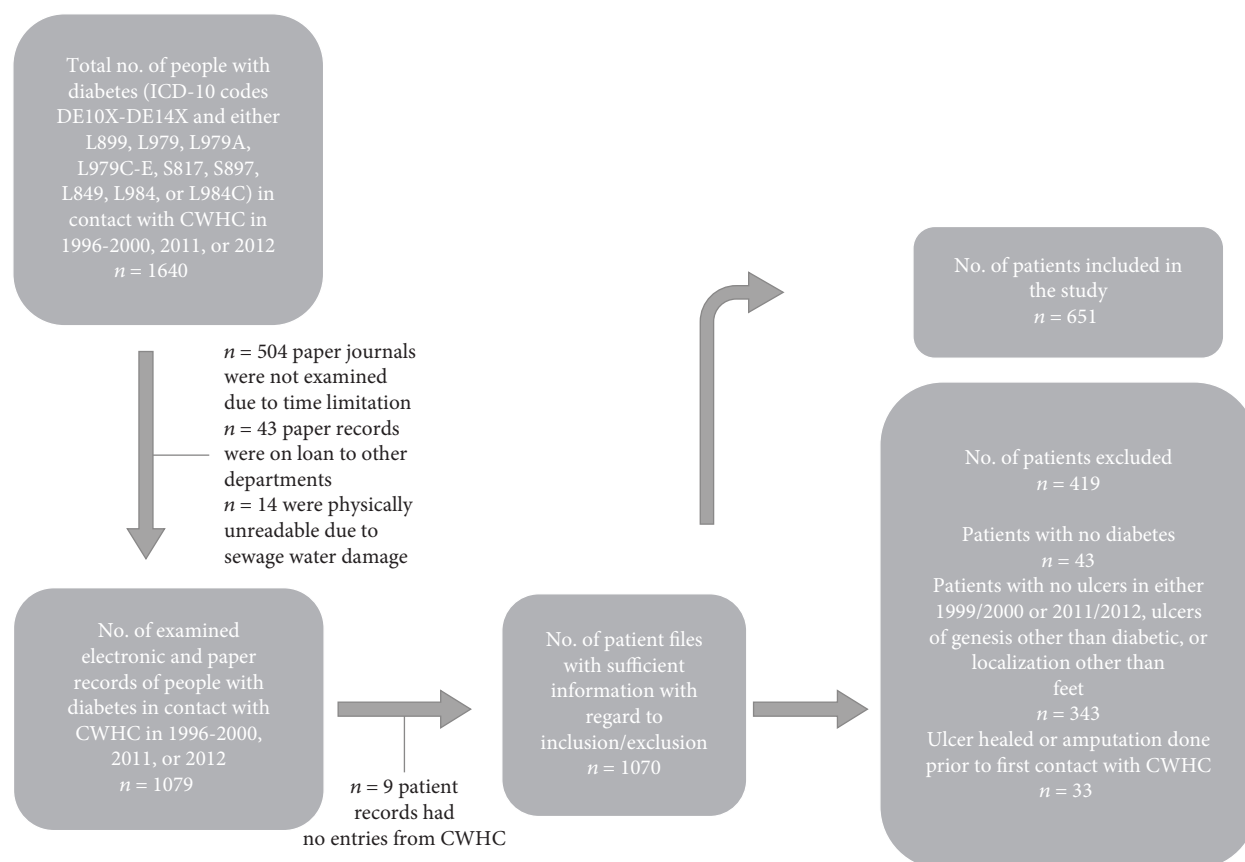 Total no. of people with
diabetes (ICD-10 codes
DE10X-DE14X and either
L899, L979, L979A,
L979C-E, S817, S897,
L849, L984, or L984C) in
contact with CWHC in
1996-2000, 2011, or 2012
n = 1640
n = 504 paper journals
were not examined
due to time limitation
n = 43 paper records
were on loan to other
departments
n = 14 were physically
unreadable due to
sewage water damage
No. of examined
electronic and paper
records of people with
diabetes in contact with
CWHC in 1996-2000,
2011, or 2012
n = 1079
n = 9 patient
records had
no entries from CWHC
No. of patient files
with sufficient
information with
regard to
inclusion/exclusion
n = 1070
No. of patients included in
the study
n = 651
No. of patients excluded
n = 419
Patients with no diabetes
n = 43
Patients with no ulcers in either
1999/2000 or 2011/2012, ulcers
of genesis other than diabetic, or
localization other than
feet
n = 343
Ulcer healed or amputation done
prior to first contact with CWHC
n = 33